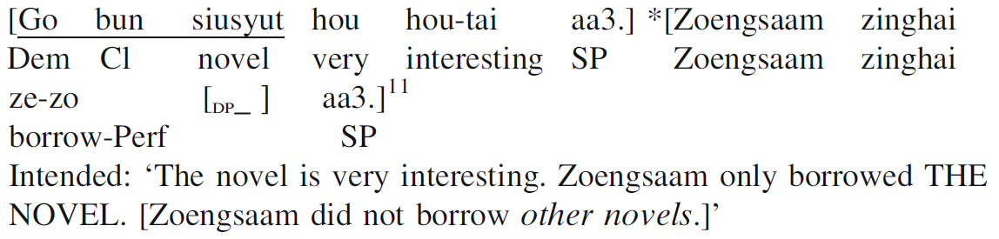 [Go bun siusyut hou hou-tai aa3.] *[Zoengsaam zinghai
Dem Cl novel very interesting SP Zoengsaam zinghai
ze-zo [DP_ ] aa3.]11
borrow-Perf SP
Intended: ‘The novel is very interesting. Zoengsaam only borrowed THE
NOVEL. [Zoengsaam did not borrow other novels.]’